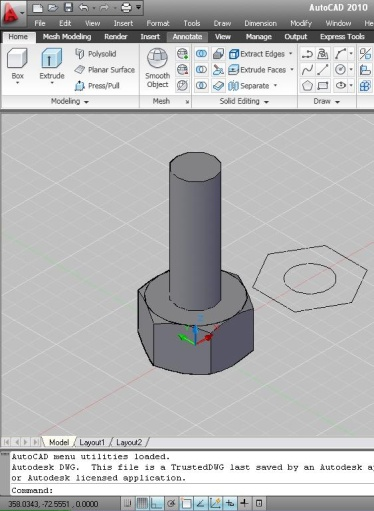 AutoCAD 2010
File Edit View Insert Format Tools Draw Dimension Modify Window He
Home Mesh Modeling Render Insert Annotate View Manage Output Express Tools
Box
Extrude
Polysolid
Planar Surface
Press/Pull
Smooth
Object
Extract Edges
Extrude Faces
Separate
Modeling Mesh Solid Editing Draw
Model Layout1 Layout2
AutoCAD menu utilities loaded.
Autodesk DWG. This file is a TrustedDWG last saved by an Autodesk a
or Autodesk licensed application.
Command:
358.0343, -72.5551 , 0.0000